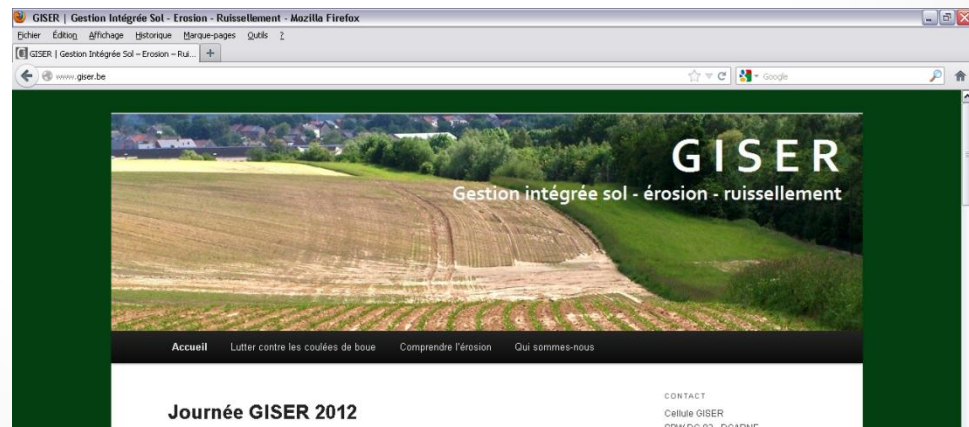 GISER | Gestion Intégrée Sol - Erosion - Ruissellement - Mozilla Firefox
Fichier Édition Affichage Historique Marque-pages Outils ?
GISER | Gestion Intégrée Sol – Erosion – Rui... +
www.giser.be Google
GISER
Gestion intégrée sol - érosion - ruissellement
Accueil Lutter contre les coulées de boue Comprendre l'érosion Qui sommes-nous
Journée GISER 2012
CONTACT
Cellule GISER